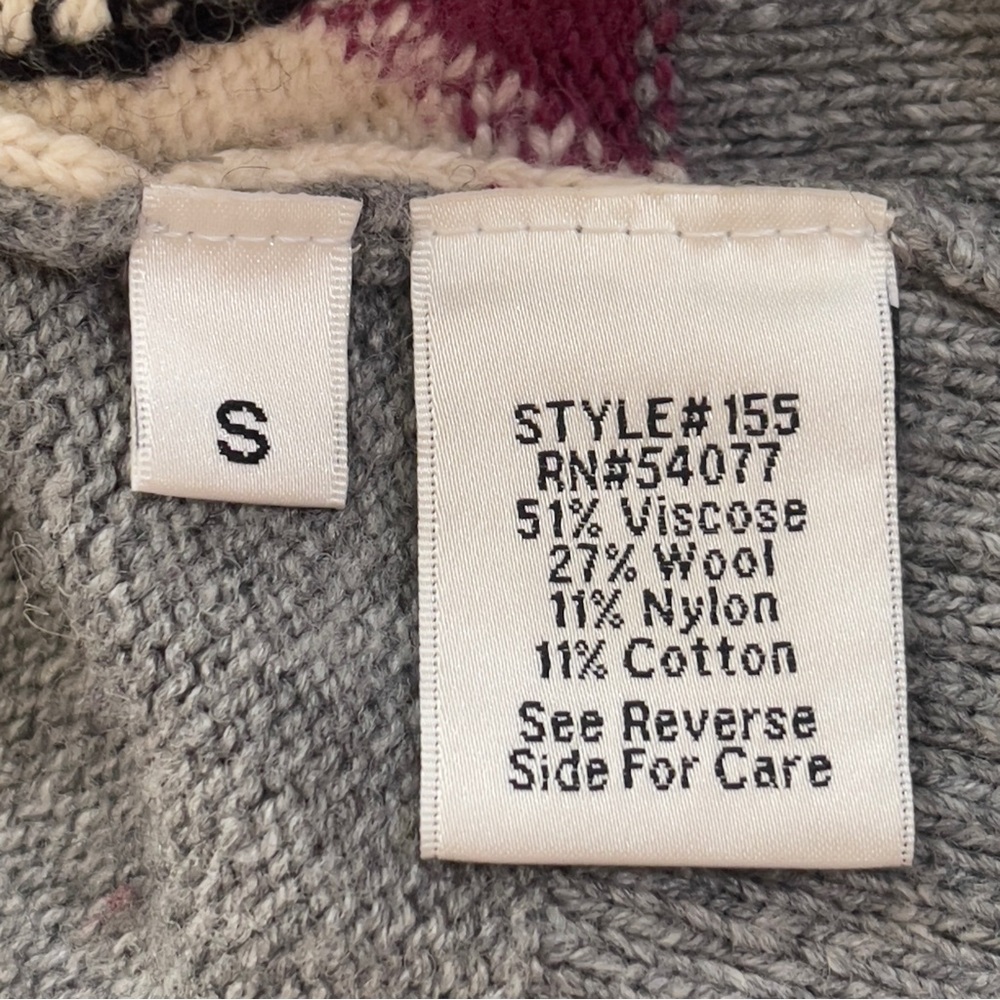 S
STYLE# 155
RN#54077
51% Viscose
27% Wool
11% Nylon
11% Cotton
See Reverse
Side For Care